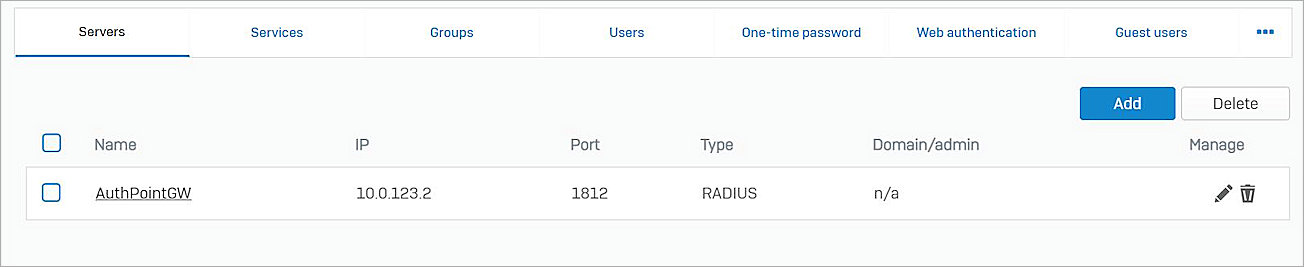 Servers Services Groups Users One-time password Web authentication Guest users •••
Add Delete
Name IP Port Type Domain/admin Manage
AuthPointGW 10.0.123.2 1812 RADIUS n/a